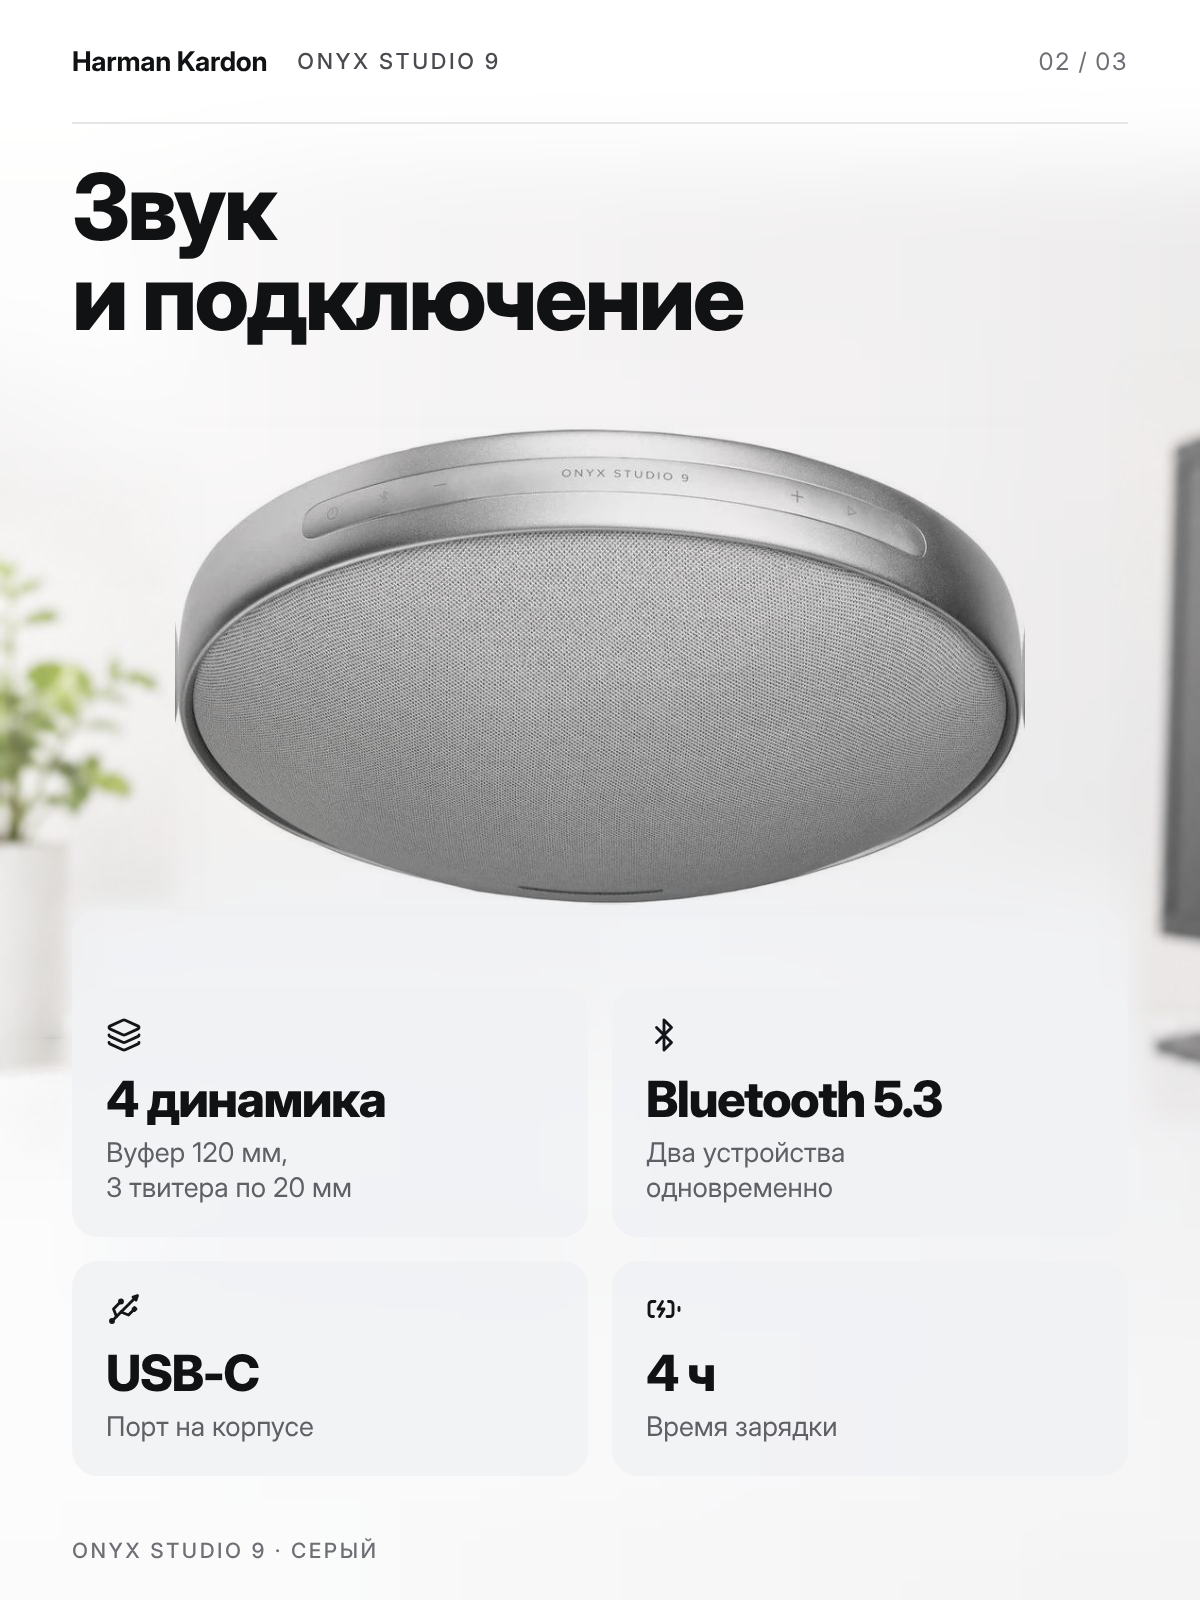 Harman Kardon ONYX STUDIO 9 02 / 03
Звук
и подключение
ONYX STUDIO 9
4 динамика
Вуфер 120 мм,
3 твитера по 20 мм
Bluetooth 5.3
Два устройства
одновременно
USB-C
Порт на корпусе
4 ч
Время зарядки
ONYX STUDIO 9 · СЕРЫЙ